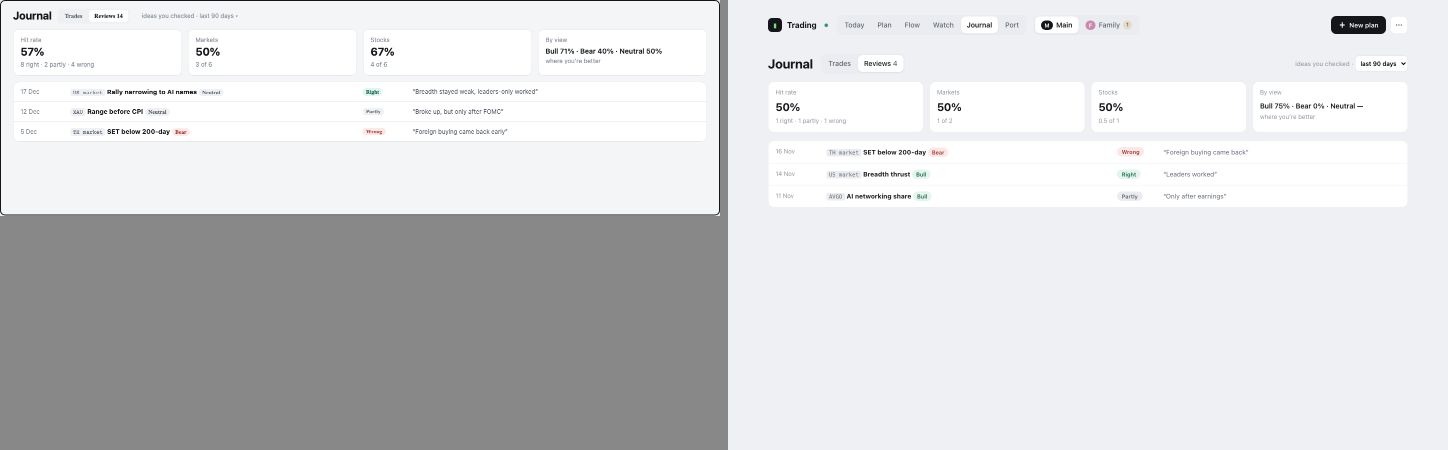 Journal Trades Reviews 14 ideas you checked · last 90 days
Hit rate
57%
8 right · 2 partly · 4 wrong
Markets
50%
3 of 6
Stocks
67%
4 of 6
By view
Bull 71% · Bear 40% · Neutral 50%
where you're better
17 Dec US market Rally narrowing to AI names Neutral Right "Breadth stayed weak, leaders-only worked"
12 Dec XAU Range before CPI Neutral Partly "Broke up, but only after FOMC"
5 Dec TH market SET below 200-day Bear Wrong "Foreign buying came back early"
Trading Today Plan Flow Watch Journal Port M Main F Family 1 + New plan ...
Journal Trades Reviews 4 ideas you checked · last 90 days
Hit rate
50%
1 right · 1 partly · 1 wrong
Markets
50%
1 of 2
Stocks
50%
0.5 of 1
By view
Bull 75% · Bear 0% · Neutral —
where you're better
16 Nov TH market SET below 200-day Bear Wrong "Foreign buying came back"
14 Nov US market Breadth thrust Bull Right "Leaders worked"
11 Nov AVGO AI networking share Bull Partly "Only after earnings"